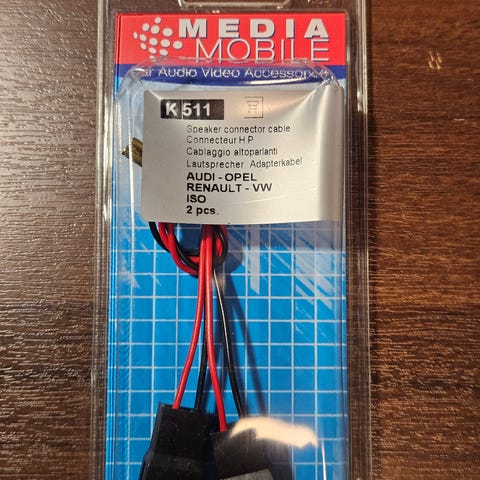 MEDIA
MOBILE
Car Audio Video Accessories
K 511
Speaker connector cable
Connecteur H.P
Cablaggio altoparlanti
Lautsprecher Adapterkabel
AUDI - OPEL
RENAULT - VW
ISO
2 pcs.